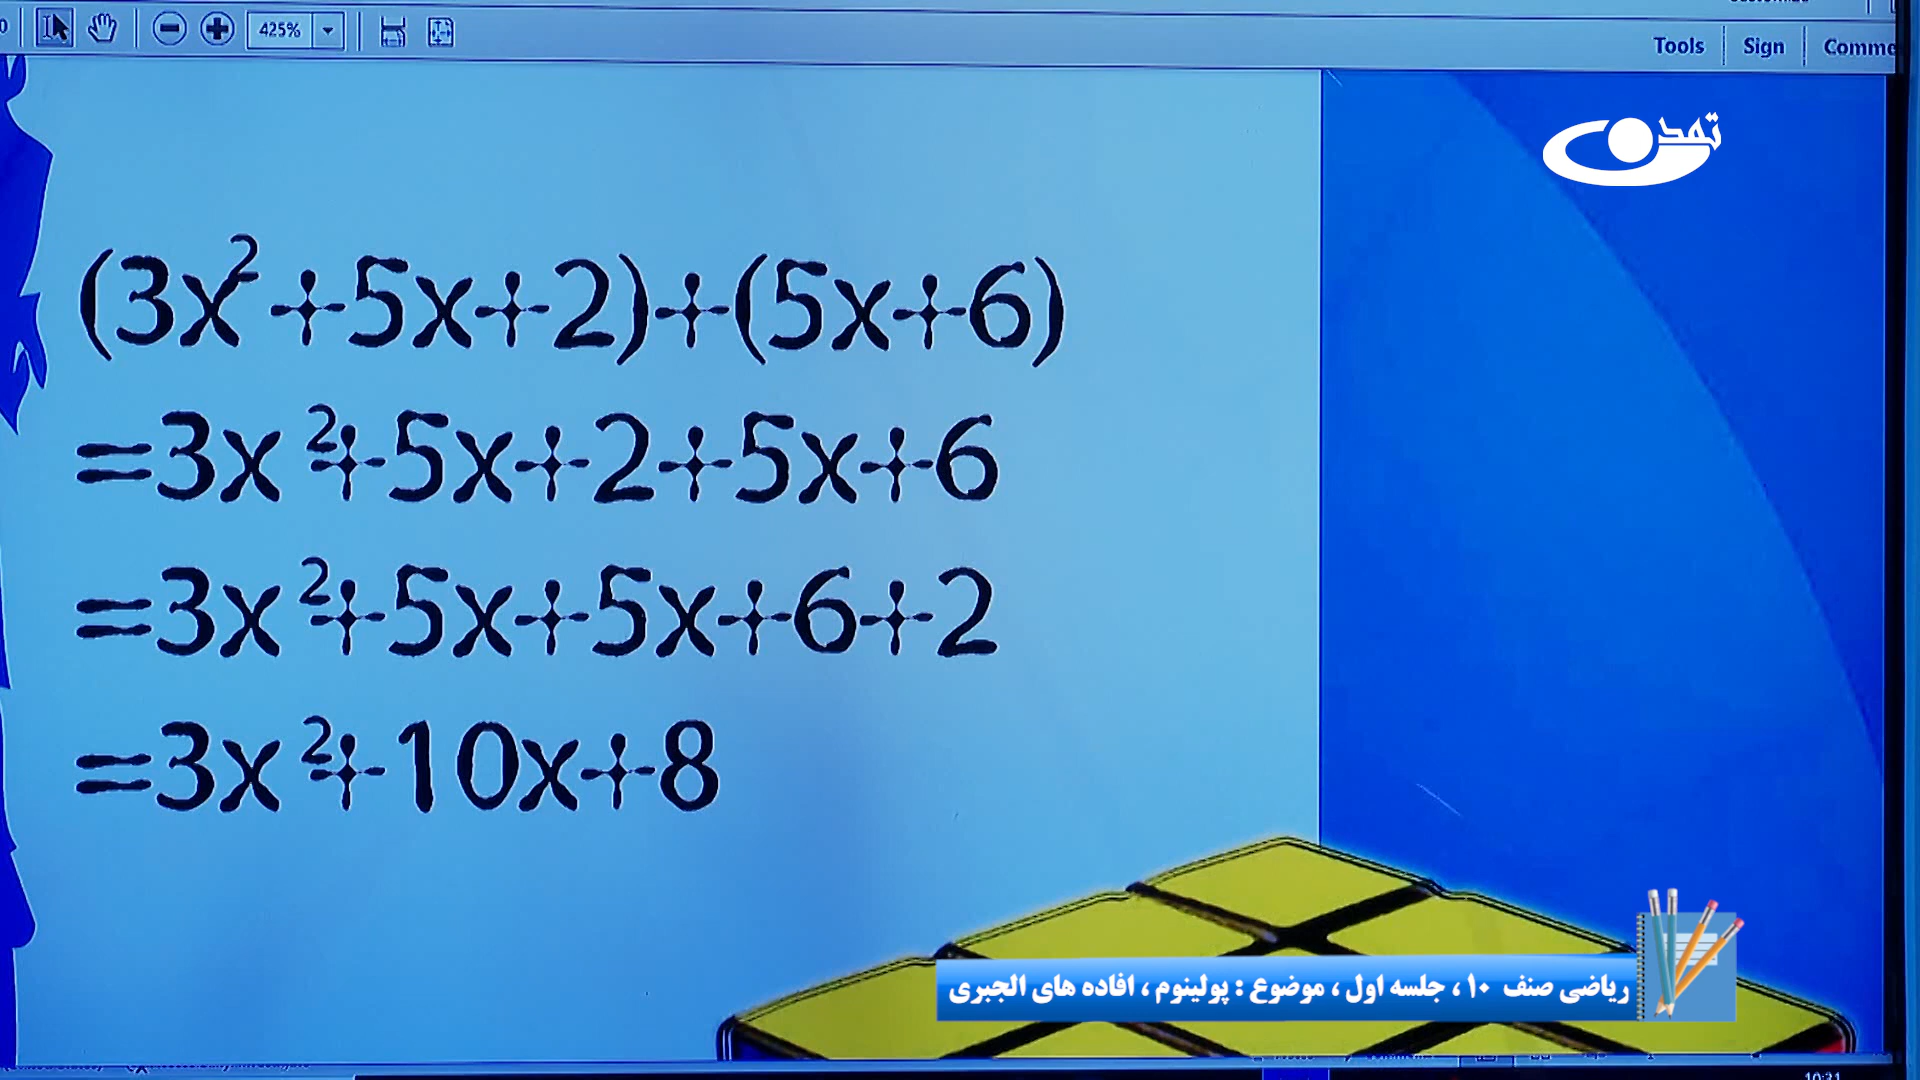 425%
Tools Sign
تمدن
(3x²+5x+2)+(5x+6)
=3x²+5x+2+5x+6
=3x²+5x+5x+6+2
=3x²+10x+8
ریاضی صنف ۱۰ ، جلسه اول ، موضوع : پولینوم ، افاده های الجبری